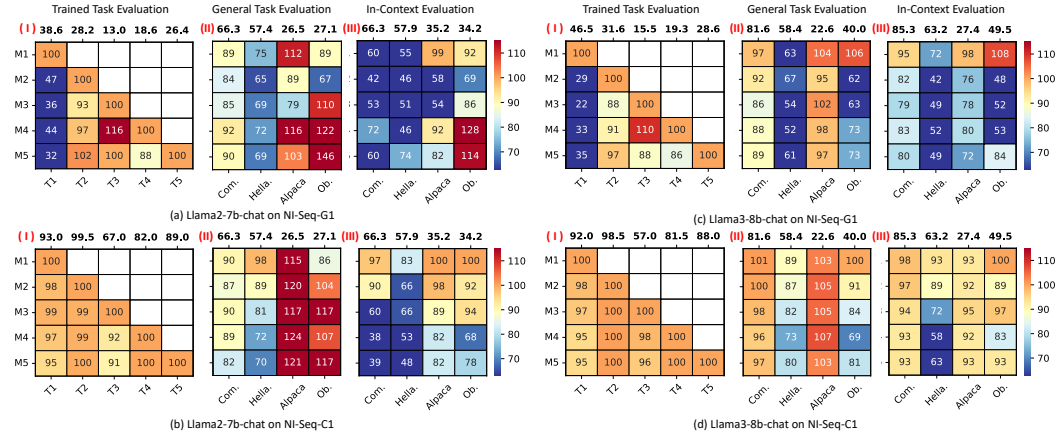 Trained Task Evaluation General Task Evaluation In-Context Evaluation Trained Task Evaluation General Task Evaluation In-Context Evaluation
(I) 38.6 28.2 13.0 18.6 26.4 (II) 66.3 57.4 26.5 27.1 (III) 66.3 57.9 35.2 34.2 (I) 46.5 31.6 15.5 19.3 28.6 (II) 81.6 58.4 22.6 40.0 (III) 85.3 63.2 27.4 49.5
M1 100 89 75 112 89 60 55 99 92 110 M1 100 97 63 104 106 95 72 98 108 110
M2 47 100 84 65 89 67 42 46 58 69 100 M2 29 100 92 67 95 62 82 42 76 48 100
M3 36 93 100 85 69 79 110 53 51 54 86 90 M3 22 88 100 86 54 102 63 79 49 78 52 90
M4 44 97 116 100 92 72 116 122 72 46 92 128 80 M4 33 91 110 100 88 52 98 73 83 52 80 53 80
M5 32 102 100 88 100 90 69 103 146 60 74 82 114 70 M5 35 97 88 86 100 89 61 97 73 80 49 72 84 70
T1 T2 T3 T4 T5 Com. Hella. Alpaca Ob. Com. Hella. Alpaca Ob. T1 T2 T3 T4 T5 Com. Hella. Alpaca Ob. Com. Hella. Alpaca Ob.
(a) Llama2-7b-chat on NI-Seq-G1 (c) Llama3-8b-chat on NI-Seq-G1
(I) 93.0 99.5 67.0 82.0 89.0 (II) 66.3 57.4 26.5 27.1 (III) 66.3 57.9 35.2 34.2 (I) 92.0 98.5 57.0 81.5 88.0 (II) 81.6 58.4 22.6 40.0 (III) 85.3 63.2 27.4 49.5
M1 100 90 98 115 86 97 83 100 100 110 M1 100 101 89 103 100 98 93 93 100 110
M2 98 100 87 89 120 104 90 66 98 92 100 M2 98 100 100 87 105 91 97 89 92 89 100
M3 99 99 100 90 81 117 117 60 66 89 94 90 M3 97 100 100 98 82 105 84 94 72 95 97 90
M4 97 99 92 100 89 72 124 107 38 53 82 68 80 M4 95 100 98 100 96 73 107 69 93 58 92 83 80
M5 95 100 91 100 100 82 70 121 117 39 48 82 78 70 M5 95 100 96 100 100 97 80 103 81 93 63 93 93 70
T1 T2 T3 T4 T5 Com. Hella. Alpaca Ob. Com. Hella. Alpaca Ob. T1 T2 T3 T4 T5 Com. Hella. Alpaca Ob. Com. Hella. Alpaca Ob.
(b) Llama2-7b-chat on NI-Seq-C1 (d) Llama3-8b-chat on NI-Seq-C1